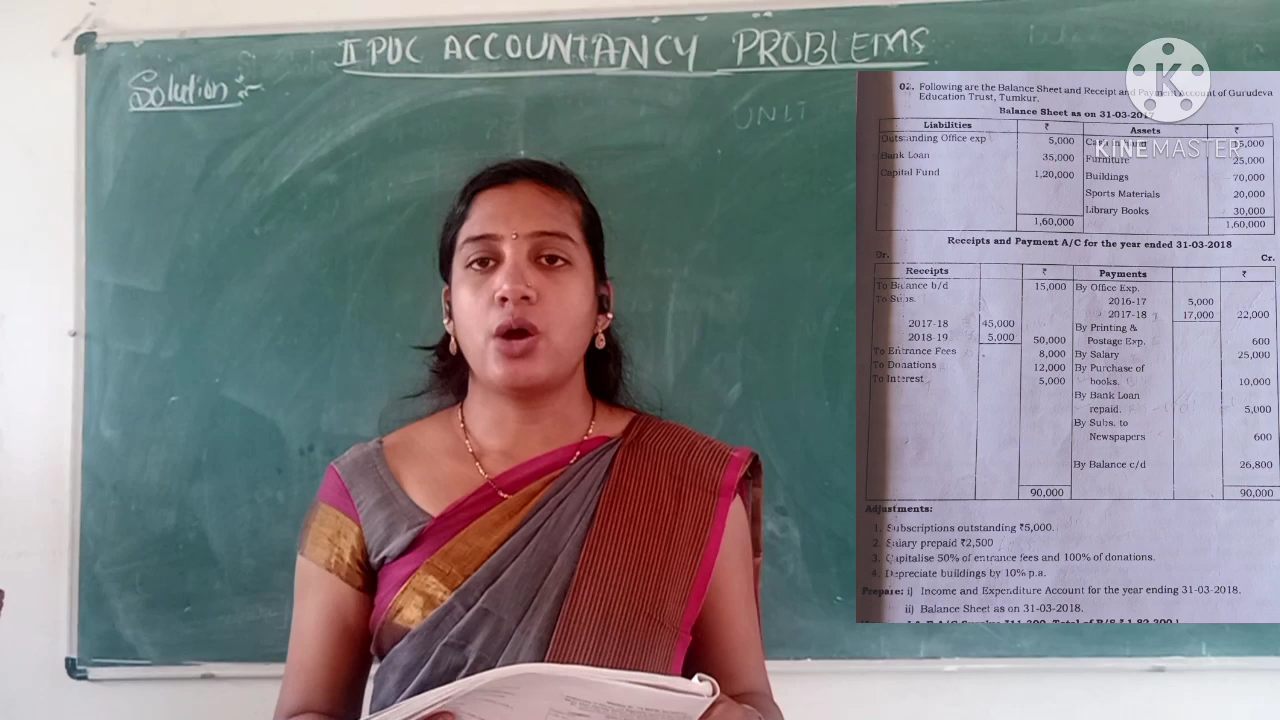 II PUC ACCOUNTANCY PROBLEMS
Solution :-
UNIT
02. Following are the Balance Sheet and Receipt and Payment Account of Gurudeva
Education Trust, Tumkur.
Balance Sheet as on 31-03-2017
Liabilities ₹ Assets ₹
Outstanding Office exp 5,000
KINEMASTER
Bank Loan 35,000 Furniture 25,000
Capital Fund 1,20,000 Buildings 70,000
Sports Materials 20,000
Library Books 30,000
1,60,000 1,60,000
Receipts and Payment A/C for the year ended 31-03-2018
Dr. Cr.
Receipts ₹ Payments ₹
To Balance b/d 15,000 By Office Exp.
To Subs. 2016-17 5,000
2017-18 17,000 22,000
2017-18 45,000 By Printing &
2018-19 5,000 50,000 Postage Exp. 600
To Entrance Fees 8,000 By Salary 25,000
To Donations 12,000 By Purchase of
To Interest 5,000 books. 10,000
By Bank Loan
repaid. 5,000
By Subs. to
Newspapers 600
By Balance c/d 26,800
90,000 90,000
Adjustments:
1. Subscriptions outstanding ₹5,000.
2. Salary prepaid ₹2,500
3. Capitalise 50% of entrance fees and 100% of donations.
4. Depreciate buildings by 10% p.a.
Prepare: i) Income and Expenditure Account for the year ending 31-03-2018.
ii) Balance Sheet as on 31-03-2018.